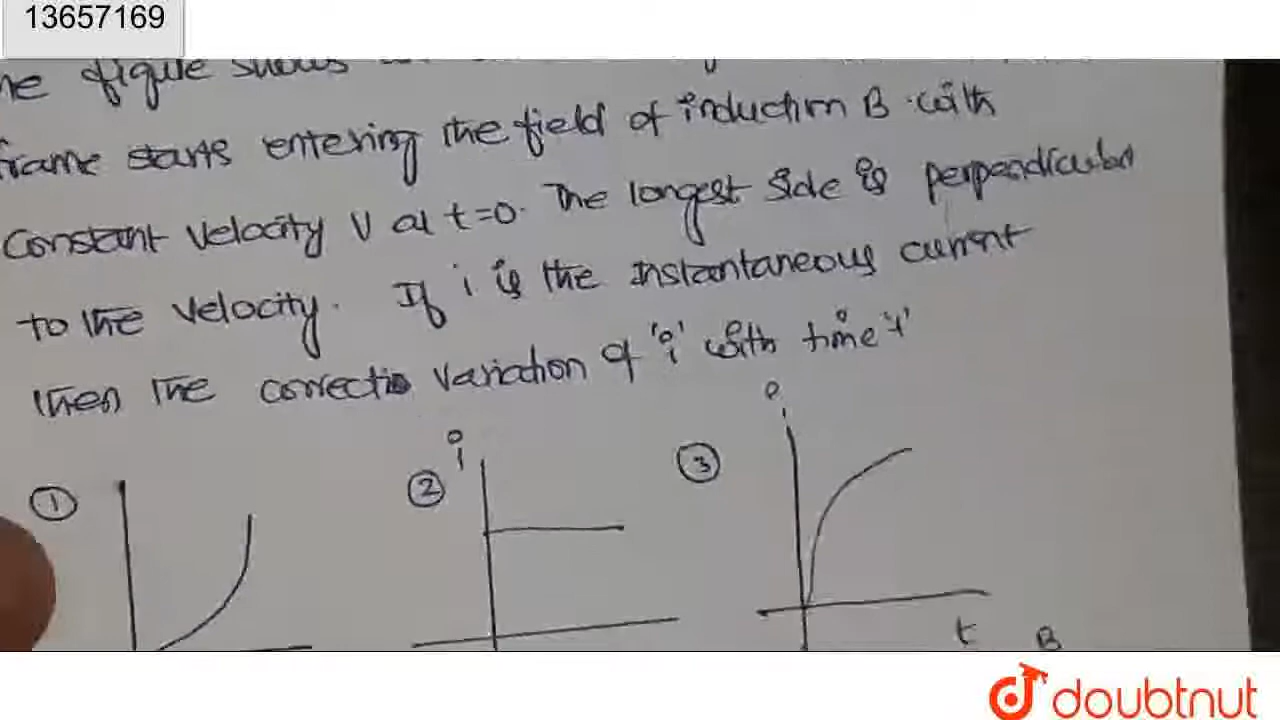 13657169
ne figure shows
frame starts entering the field of induction B with
constant velocity V at t=0. The longest side is perpendicular
to the velocity. If i is the instantaneous current
then the correct variation of 'i' with time 't'
1
i
2
3
i
t
B
doubtnut